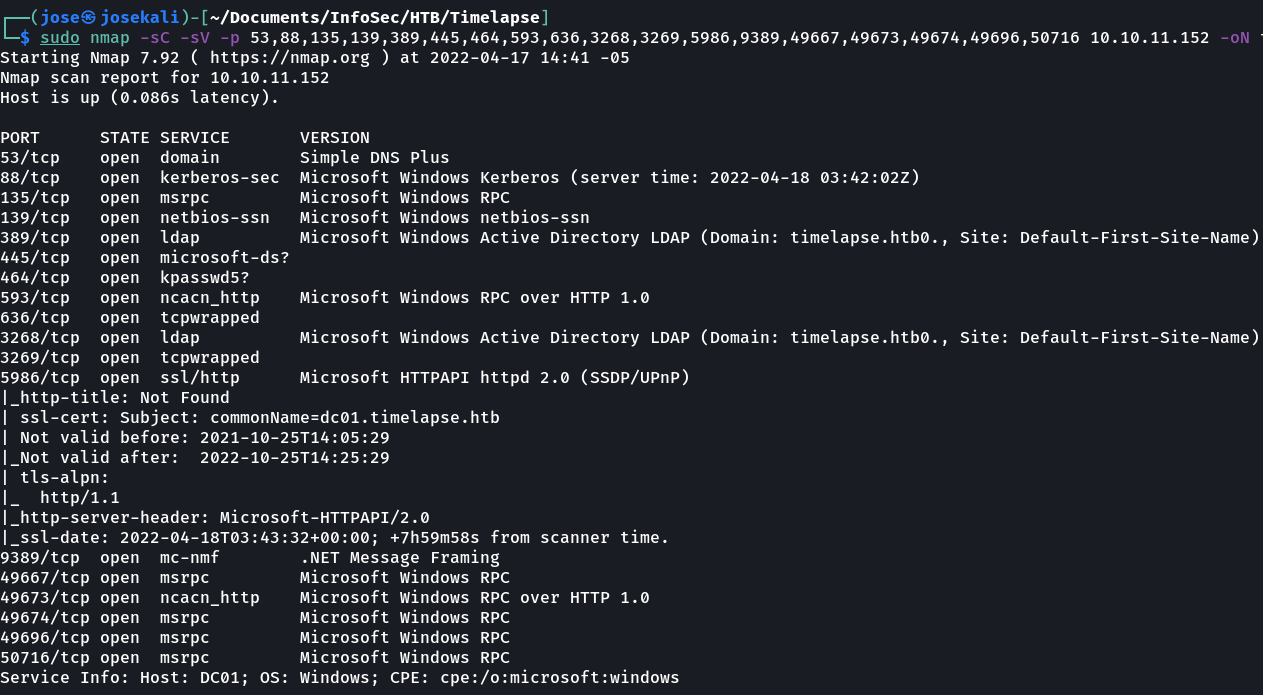 ┌──(jose㉿josekali)-[~/Documents/InfoSec/HTB/Timelapse]
└─$ sudo nmap -sC -sV -p 53,88,135,139,389,445,464,593,636,3268,3269,5986,9389,49667,49673,49674,49696,50716 10.10.11.152 -oN
Starting Nmap 7.92 ( https://nmap.org ) at 2022-04-17 14:41 -05
Nmap scan report for 10.10.11.152
Host is up (0.086s latency).

PORT      STATE SERVICE       VERSION
53/tcp    open  domain        Simple DNS Plus
88/tcp    open  kerberos-sec  Microsoft Windows Kerberos (server time: 2022-04-18 03:42:02Z)
135/tcp   open  msrpc         Microsoft Windows RPC
139/tcp   open  netbios-ssn   Microsoft Windows netbios-ssn
389/tcp   open  ldap          Microsoft Windows Active Directory LDAP (Domain: timelapse.htb0., Site: Default-First-Site-Name)
445/tcp   open  microsoft-ds?
464/tcp   open  kpasswd5?
593/tcp   open  ncacn_http    Microsoft Windows RPC over HTTP 1.0
636/tcp   open  tcpwrapped
3268/tcp  open  ldap          Microsoft Windows Active Directory LDAP (Domain: timelapse.htb0., Site: Default-First-Site-Name)
3269/tcp  open  tcpwrapped
5986/tcp  open  ssl/http      Microsoft HTTPAPI httpd 2.0 (SSDP/UPnP)
|_http-title: Not Found
| ssl-cert: Subject: commonName=dc01.timelapse.htb
| Not valid before: 2021-10-25T14:05:29
|_Not valid after:  2022-10-25T14:25:29
| tls-alpn:
|_  http/1.1
|_http-server-header: Microsoft-HTTPAPI/2.0
|_ssl-date: 2022-04-18T03:43:32+00:00; +7h59m58s from scanner time.
9389/tcp  open  mc-nmf        .NET Message Framing
49667/tcp open  msrpc         Microsoft Windows RPC
49673/tcp open  ncacn_http    Microsoft Windows RPC over HTTP 1.0
49674/tcp open  msrpc         Microsoft Windows RPC
49696/tcp open  msrpc         Microsoft Windows RPC
50716/tcp open  msrpc         Microsoft Windows RPC
Service Info: Host: DC01; OS: Windows; CPE: cpe:/o:microsoft:windows